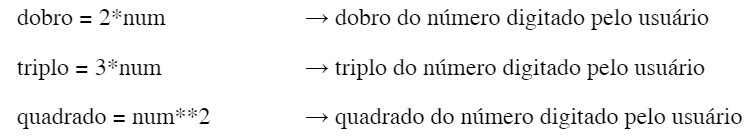 dobro = 2*num → dobro do número digitado pelo usuário
triplo = 3*num → triplo do número digitado pelo usuário
quadrado = num**2 → quadrado do número digitado pelo usuário